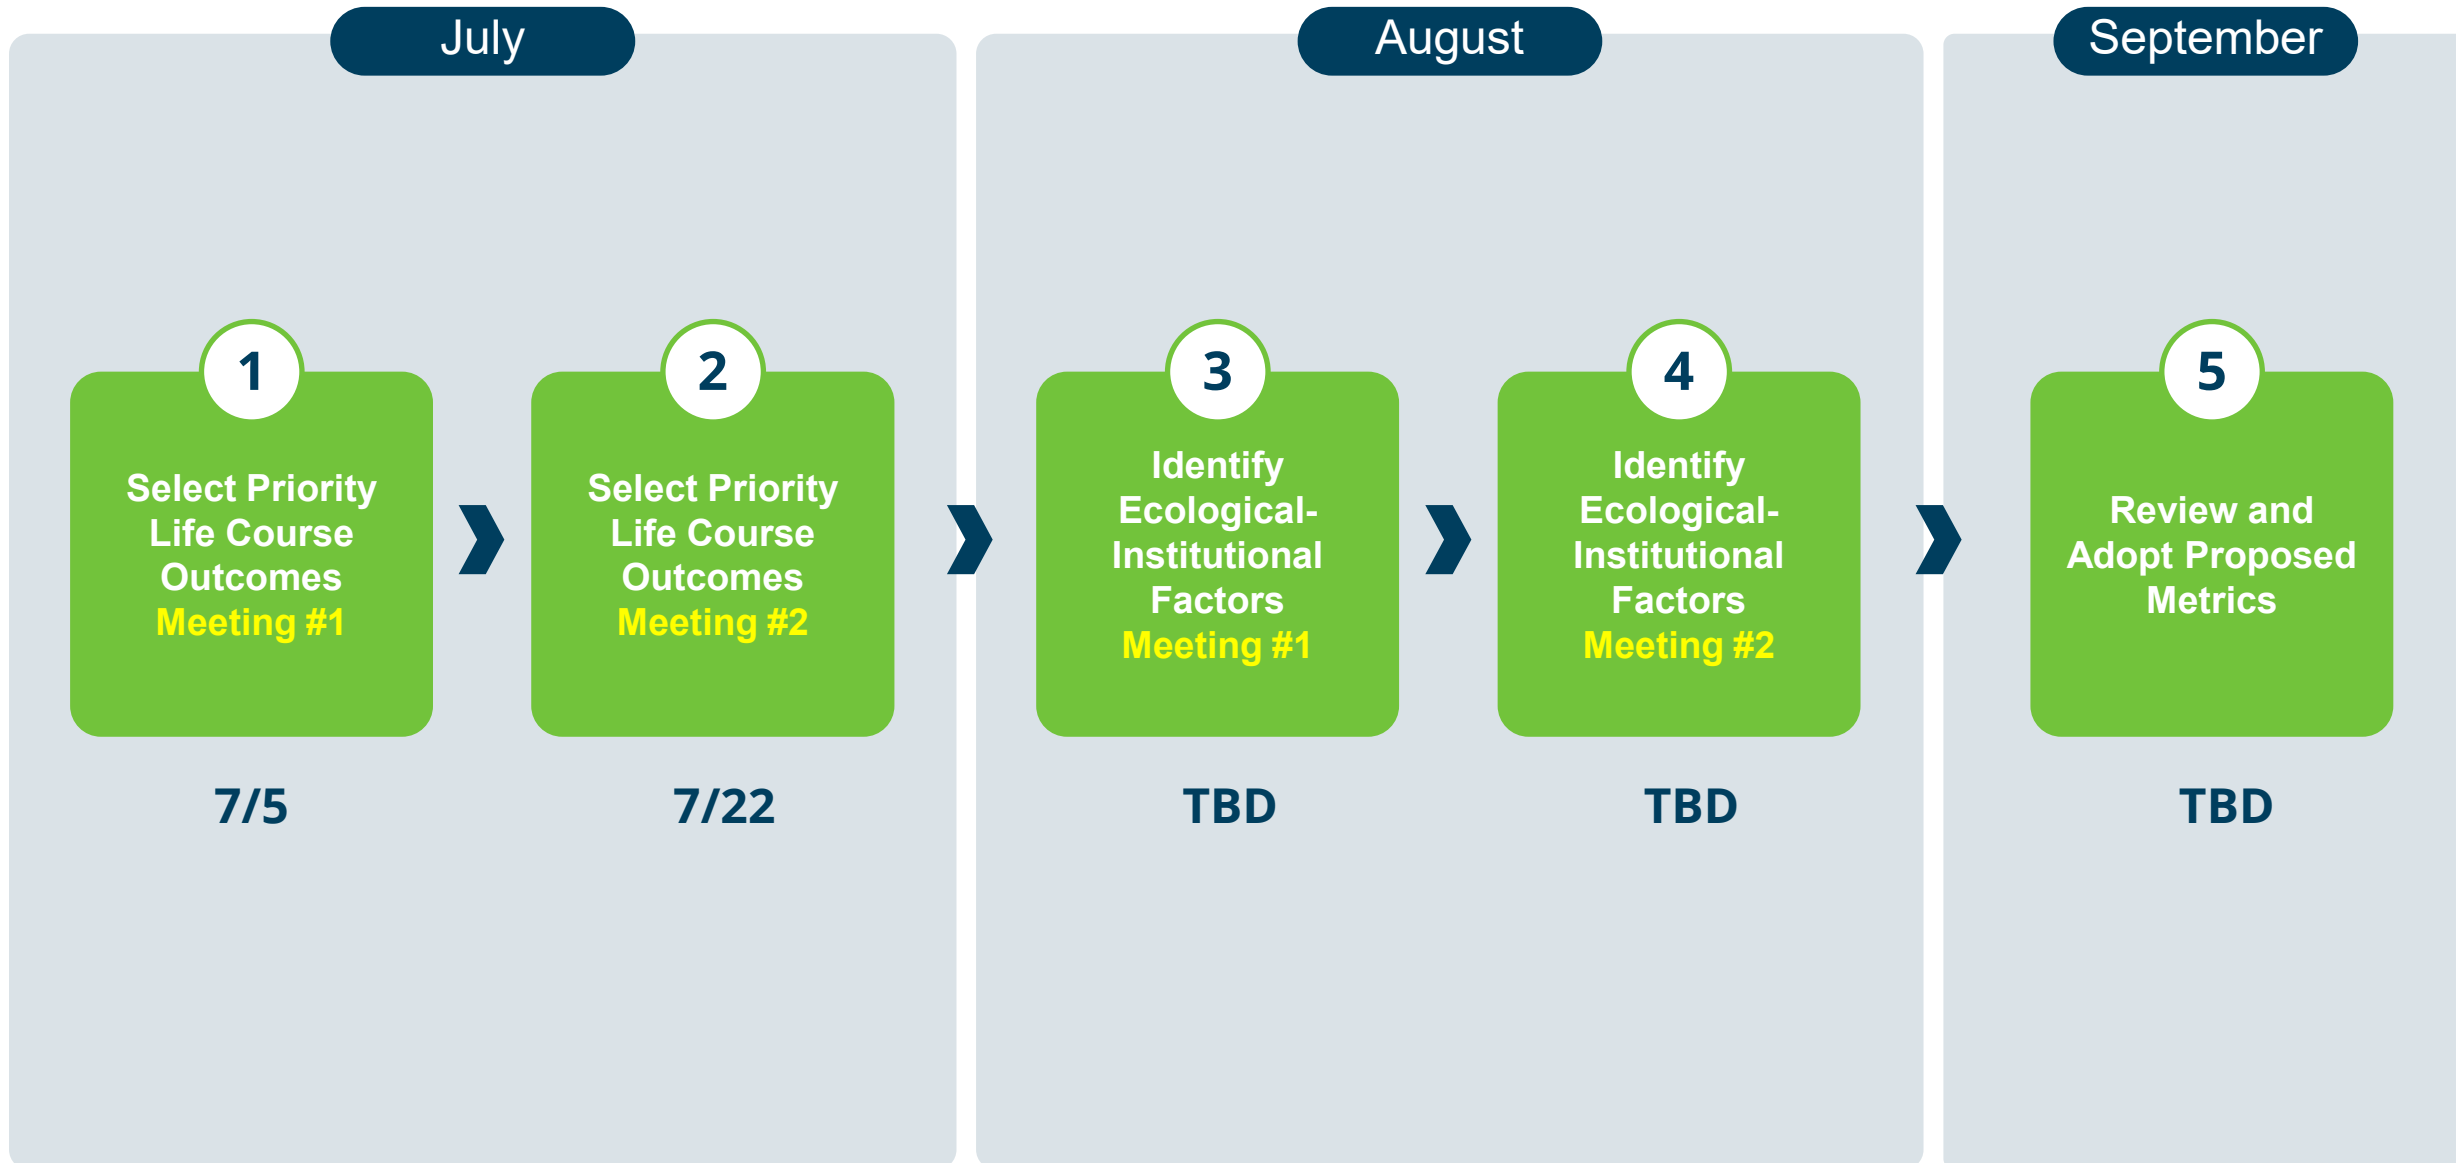 July
August
September
1
Select Priority
Life Course
Outcomes
Meeting #1
7/5
2
Select Priority
Life Course
Outcomes
Meeting #2
7/22
3
Identify
Ecological-
Institutional
Factors
Meeting #1
TBD
4
Identify
Ecological-
Institutional
Factors
Meeting #2
TBD
5
Review and
Adopt Proposed
Metrics
TBD